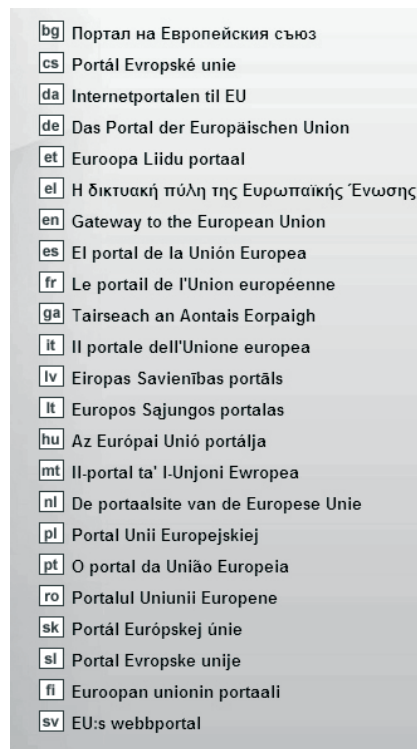 bg Портал на Европейския съюз
cs Portál Evropské unie
da Internetportalen til EU
de Das Portal der Europäischen Union
et Euroopa Liidu portaal
el Η δικτυακή πύλη της Ευρωπαϊκής Ένωσης
en Gateway to the European Union
es El portal de la Unión Europea
fr Le portail de l'Union européenne
ga Tairseach an Aontais Eorpaigh
it Il portale dell'Unione europea
lv Eiropas Savienības portāls
lt Europos Sąjungos portalas
hu Az Európai Unió portálja
mt Il-portal ta' l-Unjoni Ewropea
nl De portaalsite van de Europese Unie
pl Portal Unii Europejskiej
pt O portal da União Europeia
ro Portalul Uniunii Europene
sk Portál Európskej únie
sl Portal Evropske unije
fi Euroopan unionin portaali
sv EU:s webbportal